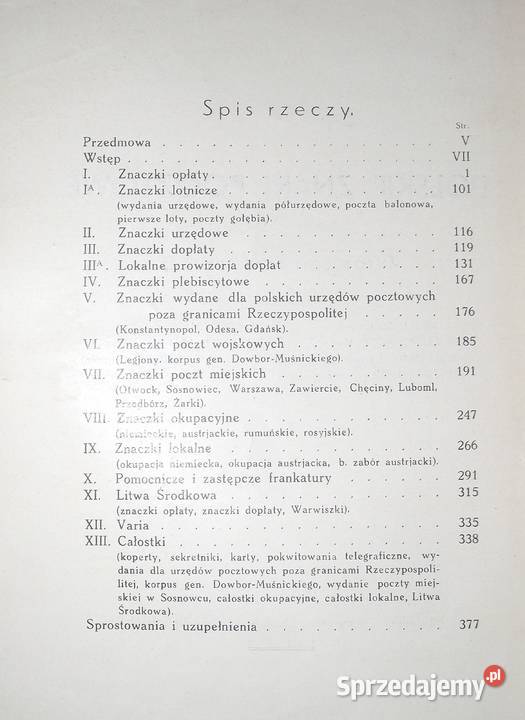 Spis rzeczy.
Str.
Przedmowa . . . . . . . . . . . . V
Wstęp . . . . . . . . . . . . VII
I. Znaczki opłaty . . . . . . . . . . 1
IA. Znaczki lotnicze . . . . . . . . . . 101
(wydania urzędowe, wydania półurzędowe, poczta balonowa,
pierwsze loty, poczty gołębia).
II. Znaczki urzędowe . . . . . . . . . . 116
III. Znaczki dopłaty . . . . . . . . . . 119
IIIA. Lokalne prowizorja dopłat . . . . . . . 131
IV. Znaczki plebiscytowe . . . . . . . . . 167
V. Znaczki wydane dla polskich urzędów pocztowych
poza granicami Rzeczypospolitej . . . . . 176
(Konstantynopol, Odesa, Gdańsk).
VI. Znaczki poczt wojskowych . . . . . . . 185
(Legjony, korpus gen. Dowbor-Muśnickiego).
VII. Znaczki poczt miejskich . . . . . . . . 191
(Otwock, Sosnowiec, Warszawa, Zawiercie, Chęciny, Luboml,
Przedbórz, Żarki).
VIII. Znaczki okupacyjne . . . . . . . . . 247
(niemieckie, austrjackie, rumuńskie, rosyjskie).
IX. Znaczki lokalne . . . . . . . . . . 266
(okupacja niemiecka, okupacja austrjacka, b. zabór austrjacki).
X. Pomocnicze i zastępcze frankatury . . . . . 291
XI. Litwa Środkowa . . . . . . . . . . 315
(znaczki opłaty, znaczki dopłaty, Warwiszki).
XII. Varia . . . . . . . . . . . . 335
XIII. Całostki . . . . . . . . . . . 338
(koperty, sekretniki, karty, pokwitowania telegraficzne, wy-
dania dla urzędów pocztowych poza granicami Rzeczypospoli-
litej, korpus gen. Dowbor-Muśnickiego, wydanie poczty miej-
skiej w Sosnowcu, całostki okupacyjne, całostki lokalne, Litwa
Środkowa).
Sprostowania i uzupełnienia . . . . . . . . 377
Sprzedajemy.pl